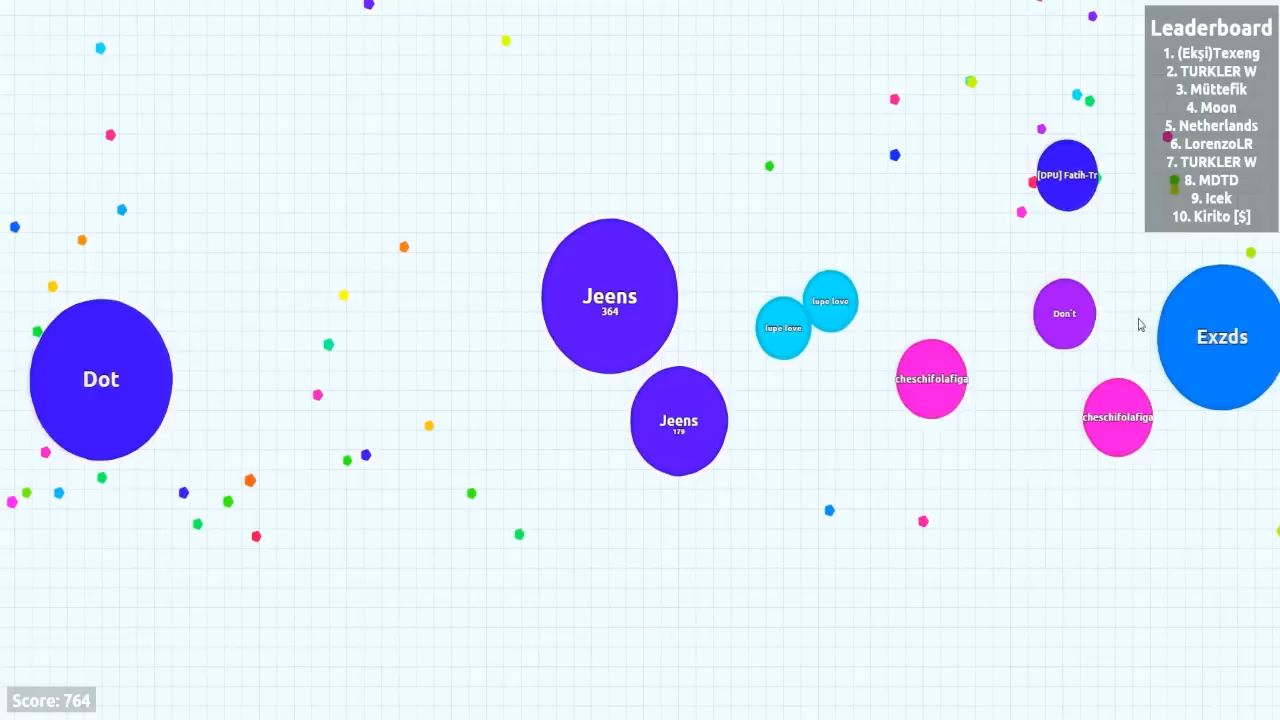 Leaderboard
1. (Ekşi)Texeng
2. TURKLER W
3. Müttefik
4. Moon
5. Netherlands
6. LorenzoLR
7. TURKLER W
8. MDTD
9. Icek
10. Kirito [$]
[DPU] Fatih-Tr
Jeens
364
lupe love
lupe love
Don't
Exzds
Dot
cheschifolafiga
cheschifolafiga
Jeens
179
Score: 764